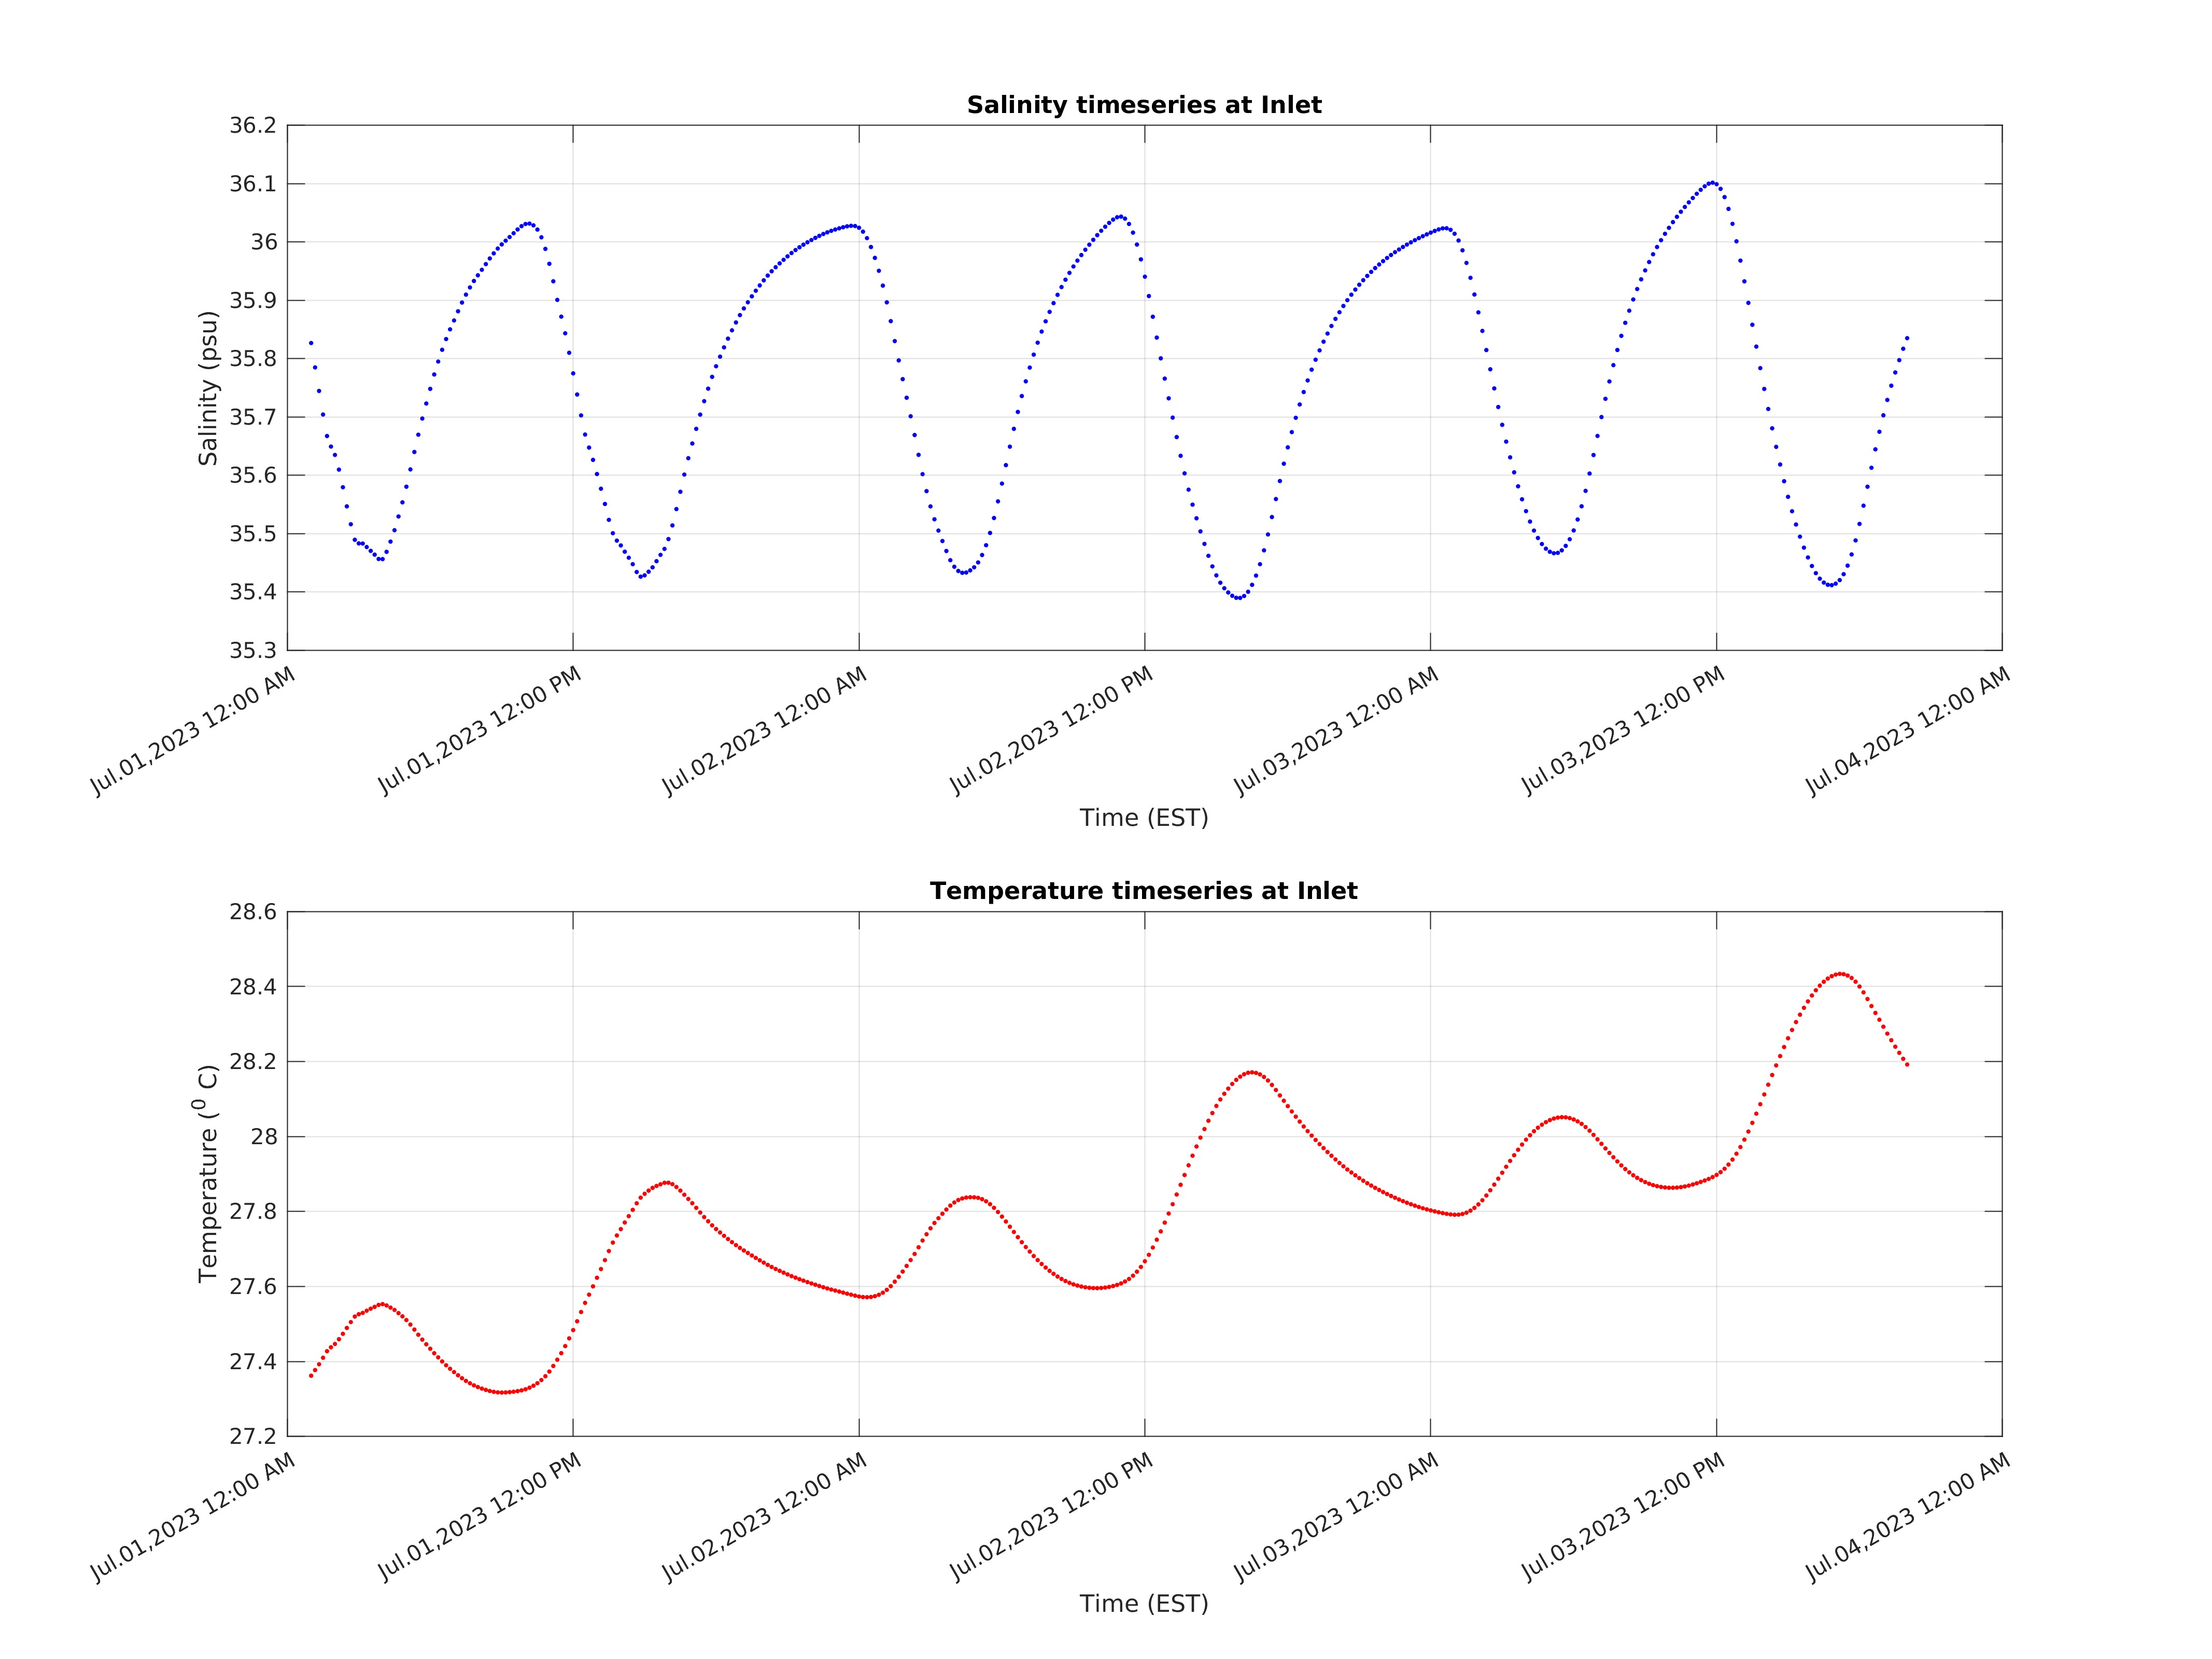 Salinity timeseries at Inlet
36.2
36.1
36
35.9
35.8
35.7
35.6
35.5
35.4
35.3
Salinity (psu)
Jul.01,2023 12:00 AM
Jul.01,2023 12:00 PM
Jul.02,2023 12:00 AM
Jul.02,2023 12:00 PM
Jul.03,2023 12:00 AM
Jul.03,2023 12:00 PM
Jul.04,2023 12:00 AM
Time (EST)
Temperature timeseries at Inlet
28.6
28.4
28.2
28
27.8
27.6
27.4
27.2
Temperature (⁰ C)
Jul.01,2023 12:00 AM
Jul.01,2023 12:00 PM
Jul.02,2023 12:00 AM
Jul.02,2023 12:00 PM
Jul.03,2023 12:00 AM
Jul.03,2023 12:00 PM
Jul.04,2023 12:00 AM
Time (EST)